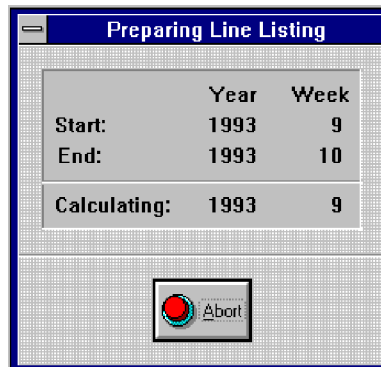 Preparing Line Listing
Year Week
Start: 1993 9
End: 1993 10
Calculating: 1993 9
Abort